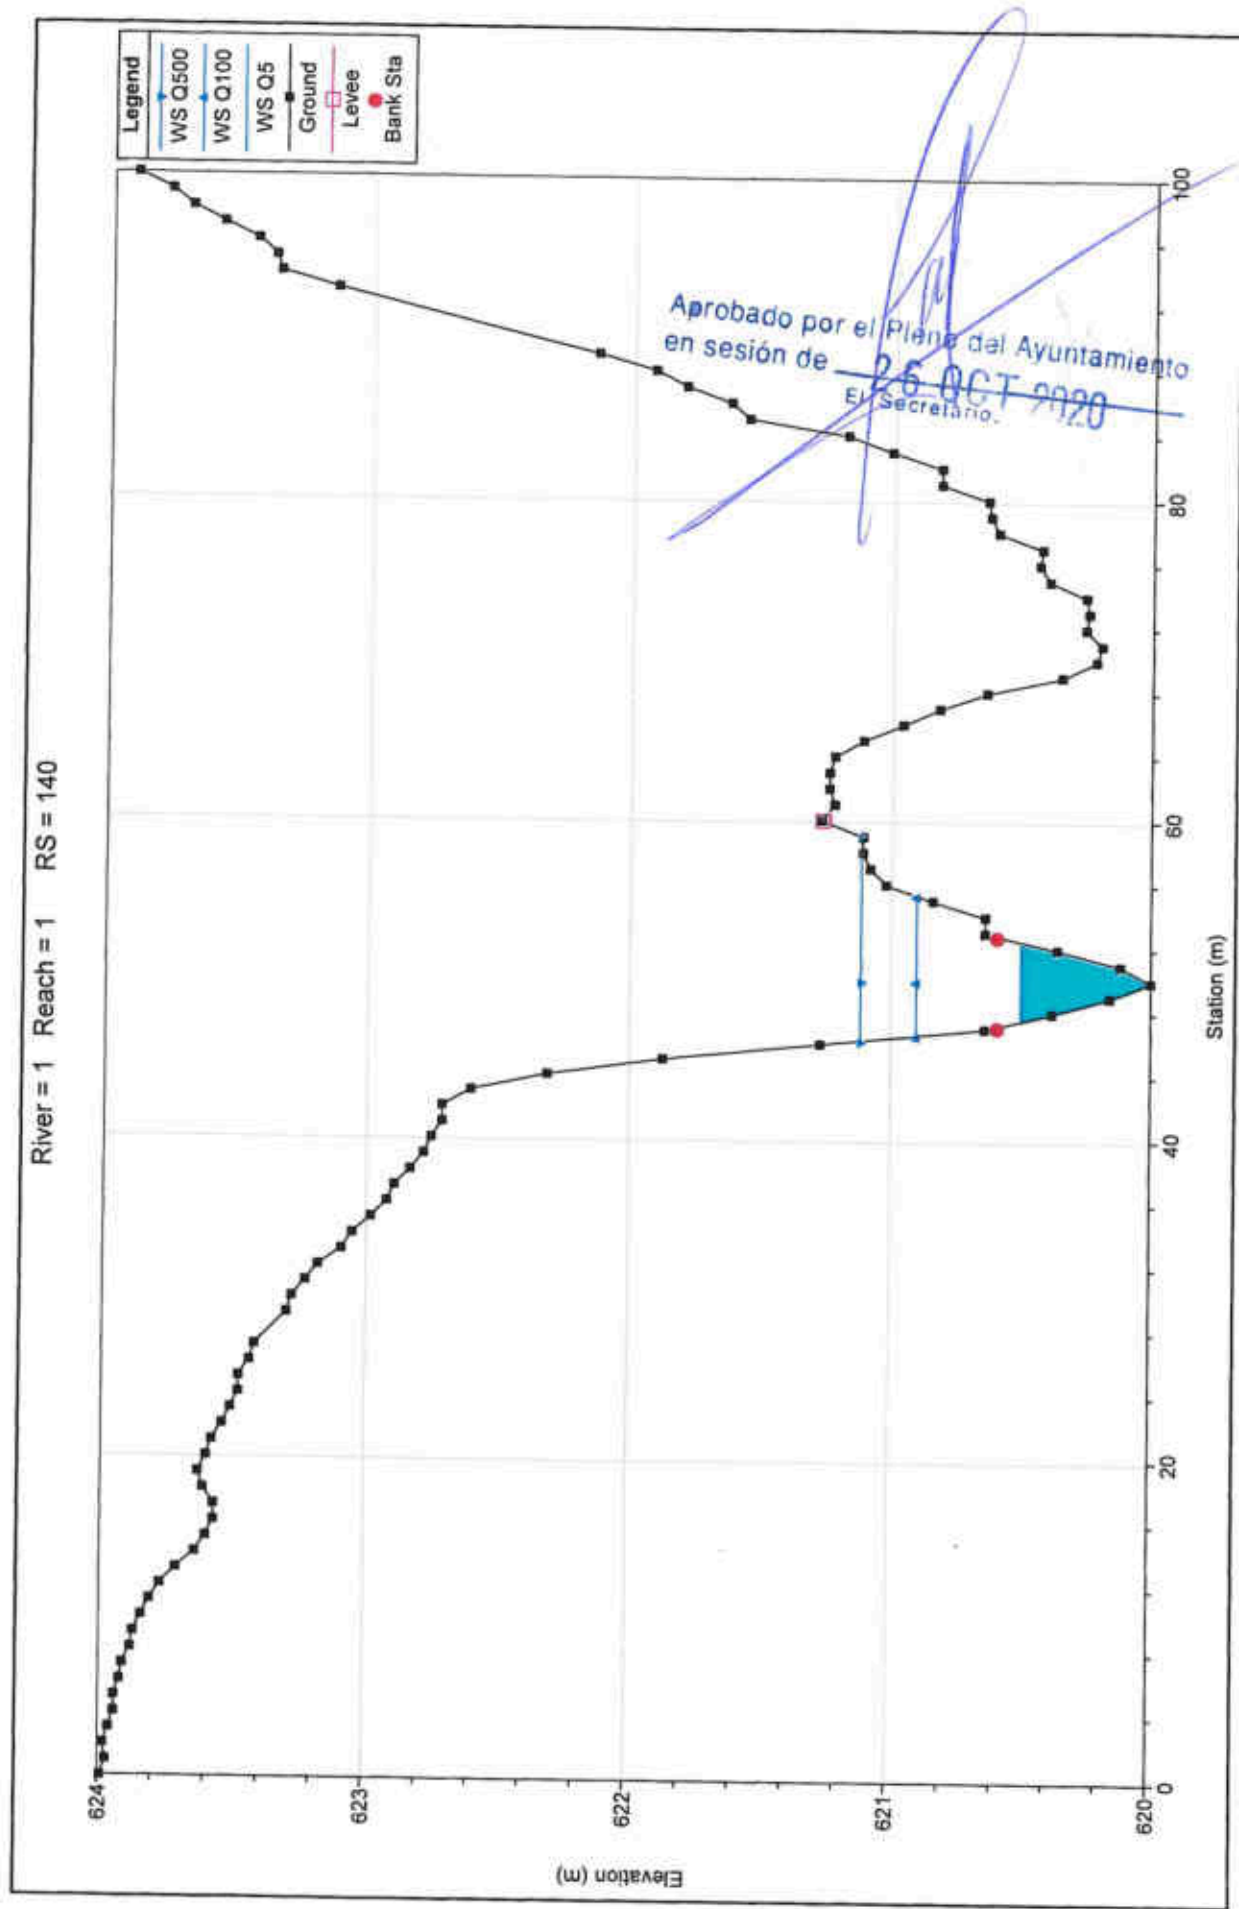 River = 1 Reach = 1 RS = 140
Legend
WS Q500
WS Q100
WS Q5
Ground
Levee
Bank Sta
Elevation (m)
624
623
622
621
620
0
20
40
60
80
100
Station (m)
Aprobado por el Pleno del Ayuntamiento
en sesión de 26 OCT 2020
El Secretario.